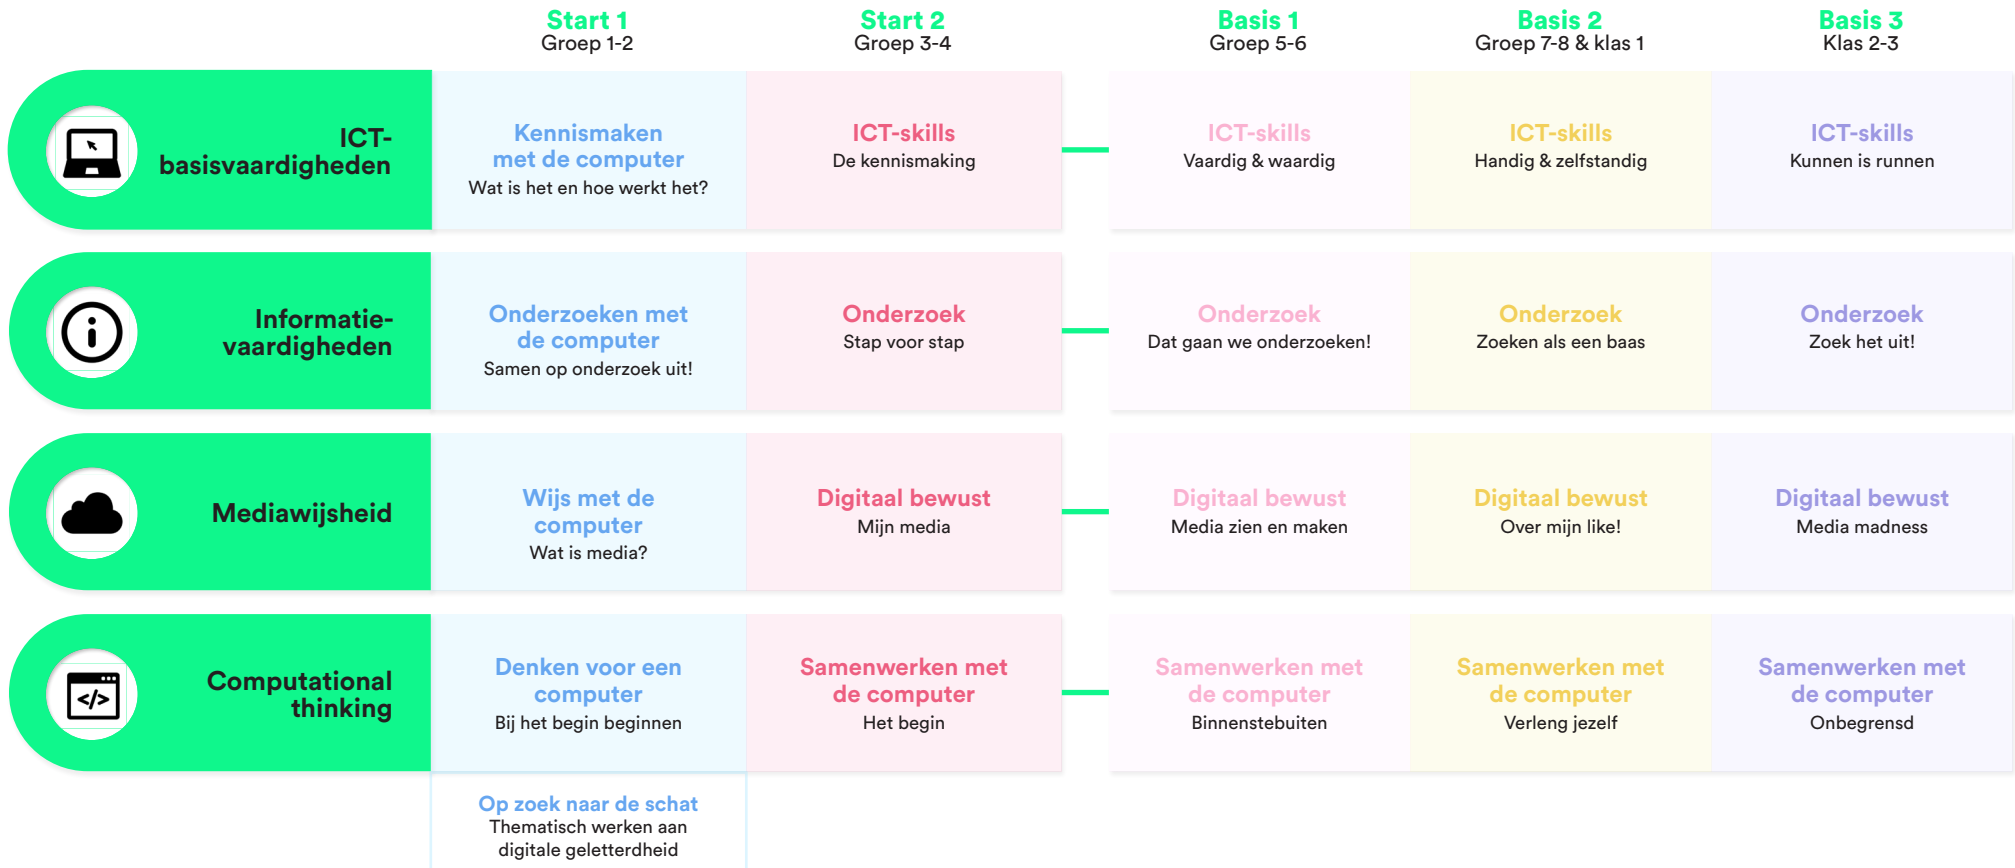 Start 1
Groep 1-2
Start 2
Groep 3-4
Basis 1
Groep 5-6
Basis 2
Groep 7-8 & klas 1
Basis 3
Klas 2-3
ICT-
basisvaardigheden
Kennismaken
met de computer
Wat is het en hoe werkt het?
ICT-skills
De kennismaking
ICT-skills
Vaardig & waardig
ICT-skills
Handig & zelfstandig
ICT-skills
Kunnen is runnen
Informatie-
vaardigheden
Onderzoeken met
de computer
Samen op onderzoek uit!
Onderzoek
Stap voor stap
Onderzoek
Dat gaan we onderzoeken!
Onderzoek
Zoeken als een baas
Onderzoek
Zoek het uit!
Mediawijsheid
Wijs met de
computer
Wat is media?
Digitaal bewust
Mijn media
Digitaal bewust
Media zien en maken
Digitaal bewust
Over mijn like!
Digitaal bewust
Media madness
</>
Computational
thinking
Denken voor een
computer
Bij het begin beginnen
Samenwerken met
de computer
Het begin
Samenwerken met
de computer
Binnenstebuiten
Samenwerken met
de computer
Verleng jezelf
Samenwerken met
de computer
Onbegrensd
Op zoek naar de schat
Thematisch werken aan
digitale geletterdheid